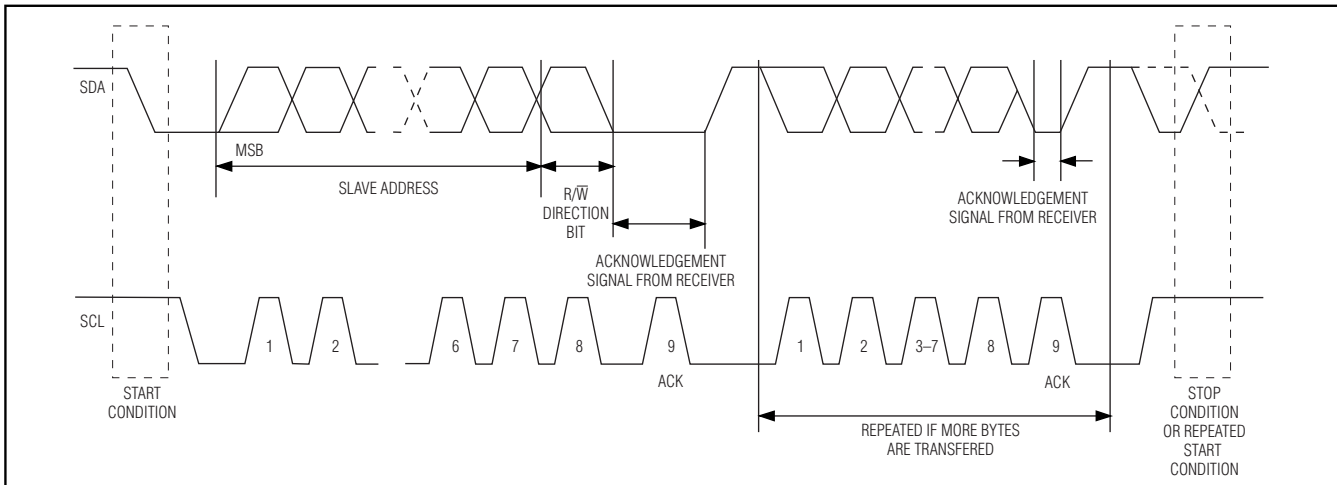 SDA
MSB
SLAVE ADDRESS
R/W̅
DIRECTION
BIT
ACKNOWLEDGEMENT
SIGNAL FROM RECEIVER
ACKNOWLEDGEMENT
SIGNAL FROM RECEIVER
SCL
1 2 6 7 8 9 1 2 3–7 8 9
ACK ACK
START
CONDITION
REPEATED IF MORE BYTES
ARE TRANSFERED
STOP
CONDITION
OR REPEATED
START
CONDITION